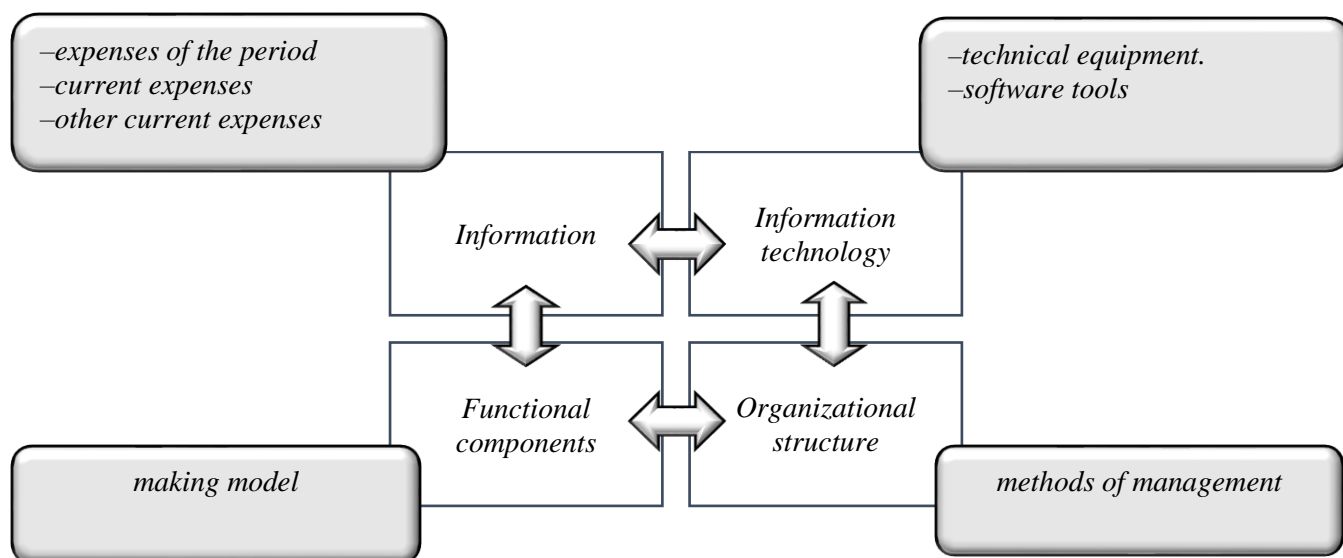 –expenses of the period
–current expenses
–other current expenses
–technical equipment.
–software tools
Information
Information
technology
Functional
components
Organizational
structure
making model
methods of management